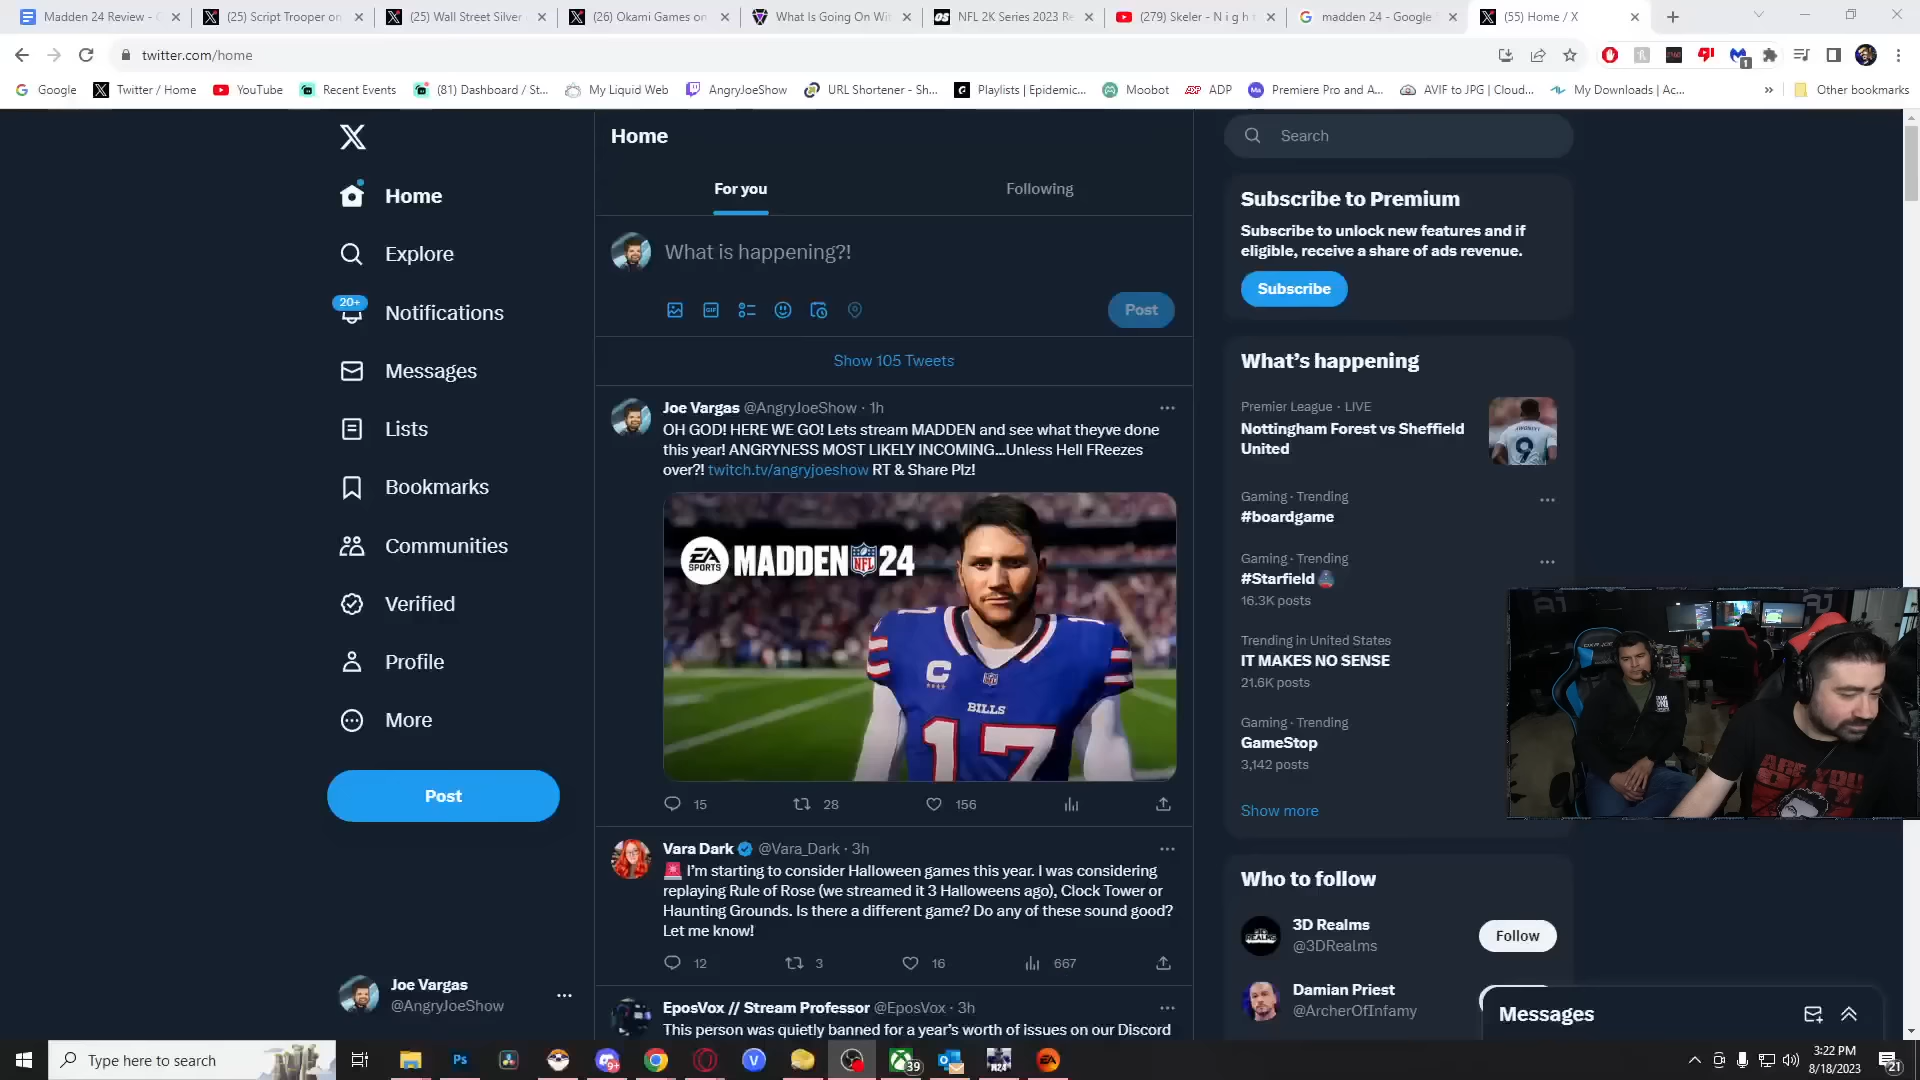 Madden 24 Review - G
(25) Script Trooper on
(25) Wall Street Silver
(26) Okami Games on
What Is Going On Wit
NFL 2K Series 2023 Re
(279) Skeler - N i g h
madden 24 - Google
(55) Home / X
twitter.com/home
Google
Twitter / Home
YouTube
Recent Events
(81) Dashboard / St...
My Liquid Web
AngryJoeShow
URL Shortener - Sh...
Playlists | Epidemic...
Moobot
ADP
Premiere Pro and A...
AVIF to JPG | Cloud...
My Downloads | Ac...
Other bookmarks
Home
Explore
20+
Notifications
Messages
Lists
Bookmarks
Communities
Verified
Profile
More
Post
Joe Vargas
@AngryJoeShow
Home
For you
Following
What is happening?!
GIF
Post
Show 105 Tweets
Joe Vargas @AngryJoeShow · 1h
OH GOD! HERE WE GO! Lets stream MADDEN and see what theyve done
this year! ANGRYNESS MOST LIKELY INCOMING...Unless Hell FReezes
over?! twitch.tv/angryjoeshow RT & Share Plz!
EA SPORTS MADDEN NFL 24
C
BILLS
17
15
28
156
Vara Dark @Vara_Dark · 3h
I'm starting to consider Halloween games this year. I was considering
replaying Rule of Rose (we streamed it 3 Halloweens ago), Clock Tower or
Haunting Grounds. Is there a different game? Do any of these sound good?
Let me know!
12
3
16
667
EposVox // Stream Professor @EposVox · 3h
This person was quietly banned for a year's worth of issues on our Discord
Search
Subscribe to Premium
Subscribe to unlock new features and if
eligible, receive a share of ads revenue.
Subscribe
What's happening
Premier League · LIVE
Nottingham Forest vs Sheffield
United
9
Gaming · Trending
#boardgame
Gaming · Trending
#Starfield
16.3K posts
Trending in United States
IT MAKES NO SENSE
21.6K posts
Gaming · Trending
GameStop
3,142 posts
Show more
ARE YOU
Who to follow
3D Realms
@3DRealms
Follow
Damian Priest
@ArcherOfInfamy
Messages
Type here to search
Ps
9+
39
EA
3:22 PM
8/18/2023
21